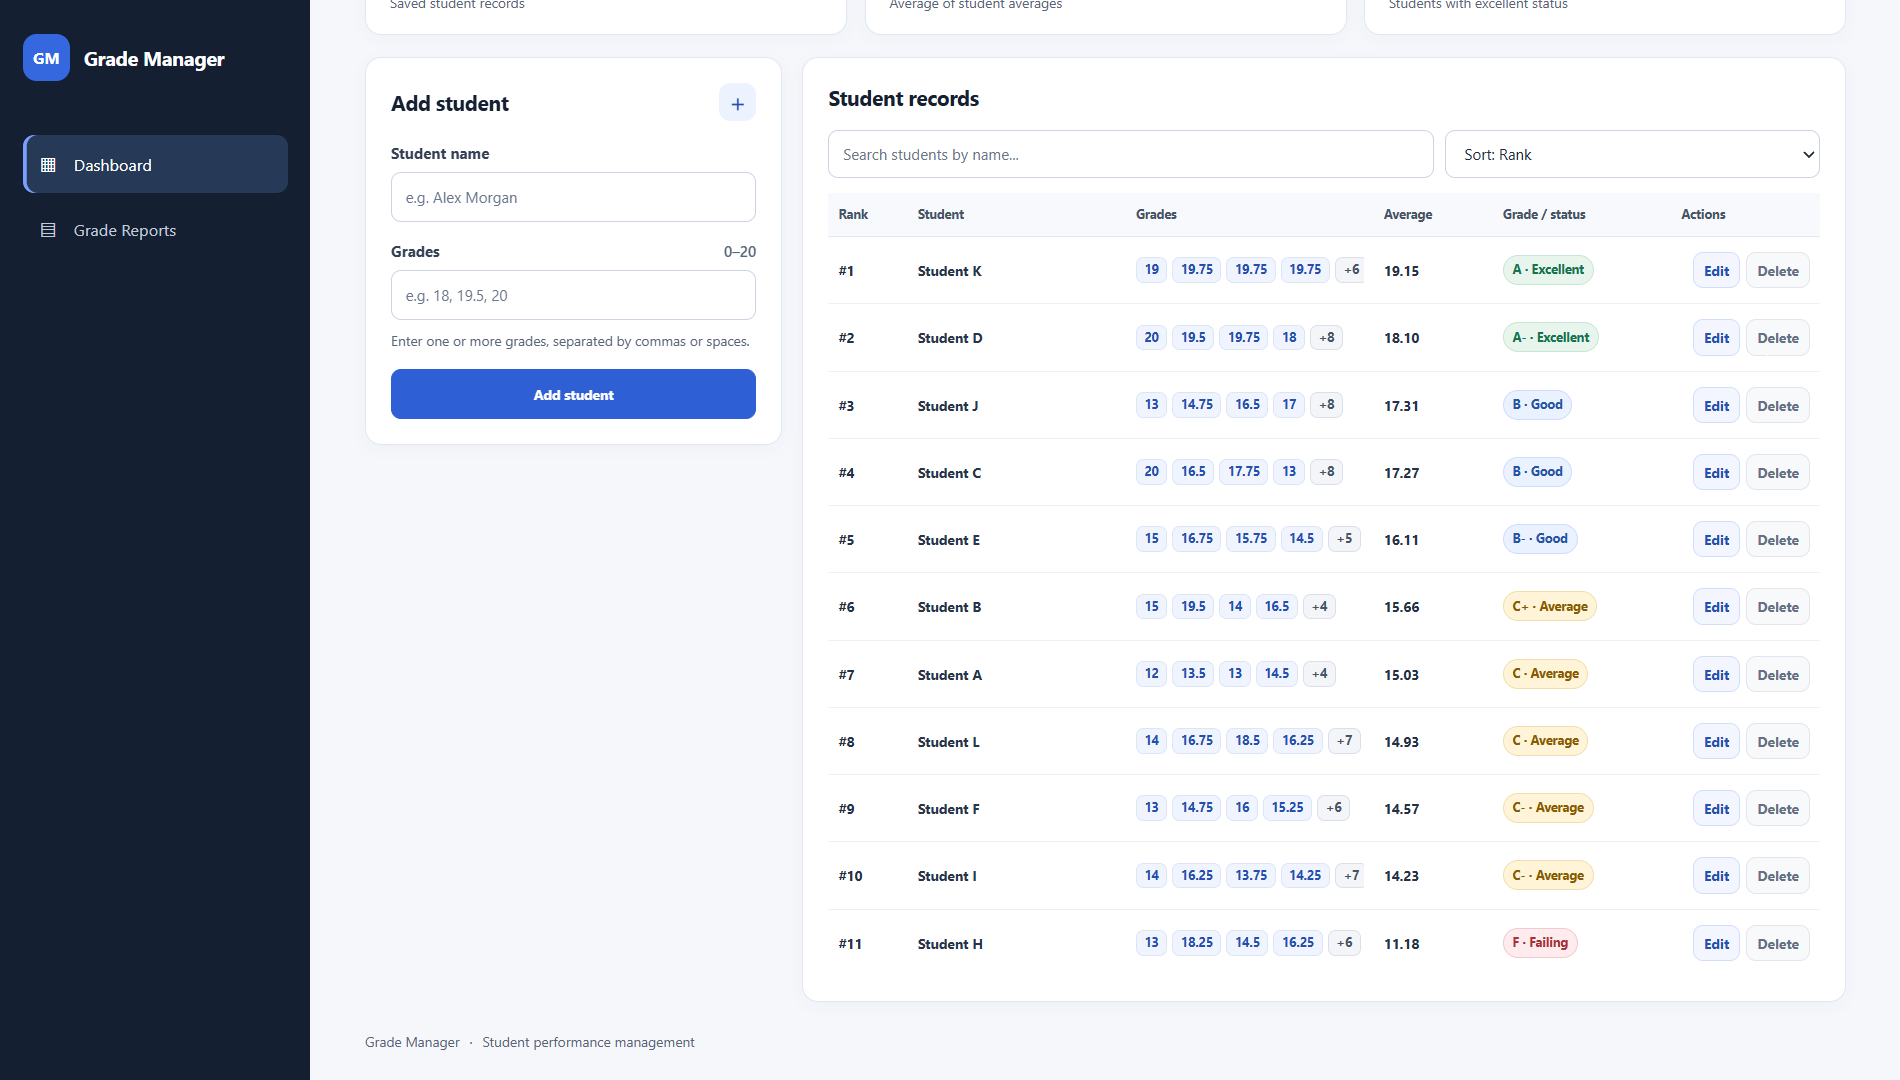 Saved student records
Average of student averages
Students with excellent status
GM
Grade Manager
Dashboard
Grade Reports
Add student
+
Student name
e.g. Alex Morgan
Grades 0–20
e.g. 18, 19.5, 20
Enter one or more grades, separated by commas or spaces.
Add student
Student records
Search students by name...
Sort: Rank
Rank Student Grades Average Grade / status Actions
#1 Student K 19 19.75 19.75 19.75 +6 19.15 A · Excellent Edit Delete
#2 Student D 20 19.5 19.75 18 +8 18.10 A- · Excellent Edit Delete
#3 Student J 13 14.75 16.5 17 +8 17.31 B · Good Edit Delete
#4 Student C 20 16.5 17.75 13 +8 17.27 B · Good Edit Delete
#5 Student E 15 16.75 15.75 14.5 +5 16.11 B- · Good Edit Delete
#6 Student B 15 19.5 14 16.5 +4 15.66 C+ · Average Edit Delete
#7 Student A 12 13.5 13 14.5 +4 15.03 C · Average Edit Delete
#8 Student L 14 16.75 18.5 16.25 +7 14.93 C · Average Edit Delete
#9 Student F 13 14.75 16 15.25 +6 14.57 C- · Average Edit Delete
#10 Student I 14 16.25 13.75 14.25 +7 14.23 C- · Average Edit Delete
#11 Student H 13 18.25 14.5 16.25 +6 11.18 F · Failing Edit Delete
Grade Manager · Student performance management